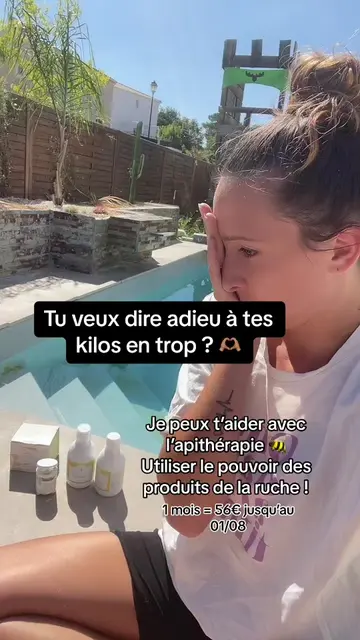 Tu veux dire adieu à tes
kilos en trop ? 🫶🏽
Je peux t’aider avec
l’apithérapie 🐝
Utiliser le pouvoir des
produits de la ruche !
1 mois = 56€ jusqu’au
01/08